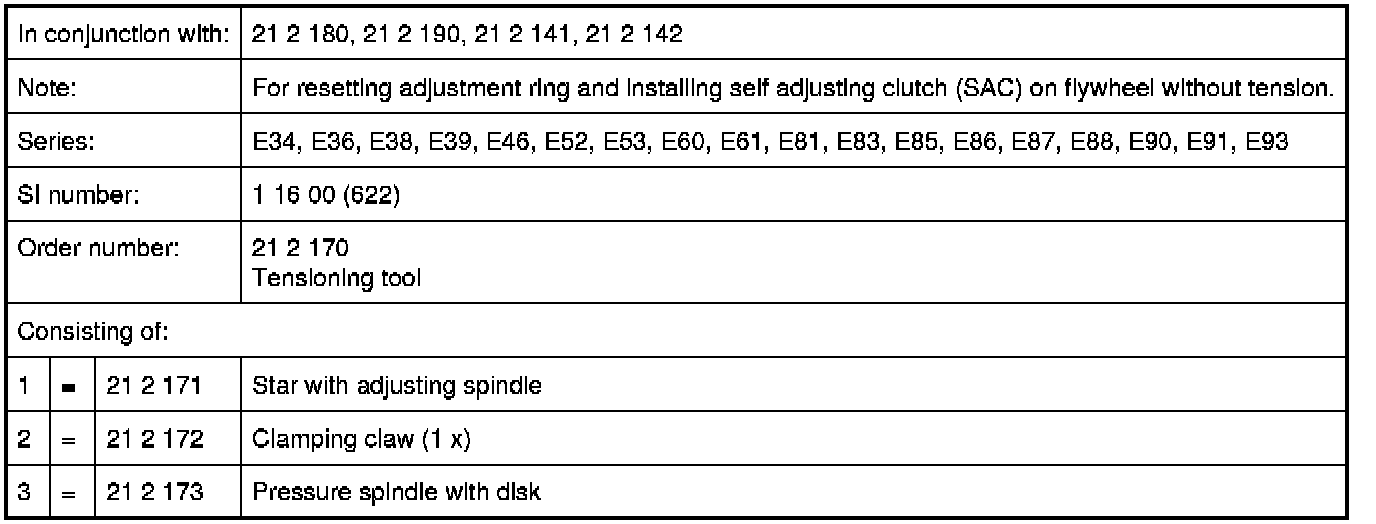 In conjunction with: 21 2 180, 21 2 190, 21 2 141, 21 2 142
Note: For resetting adjustment ring and installing self adjusting clutch (SAC) on flywheel without tension.
Series: E34, E36, E38, E39, E46, E52, E53, E60, E61, E81, E83, E85, E86, E87, E88, E90, E91, E93
SI number: 1 16 00 (622)
Order number: 21 2 170
Tensioning tool
Consisting of:
1 = 21 2 171 Star with adjusting spindle
2 = 21 2 172 Clamping claw (1 x)
3 = 21 2 173 Pressure spindle with disk